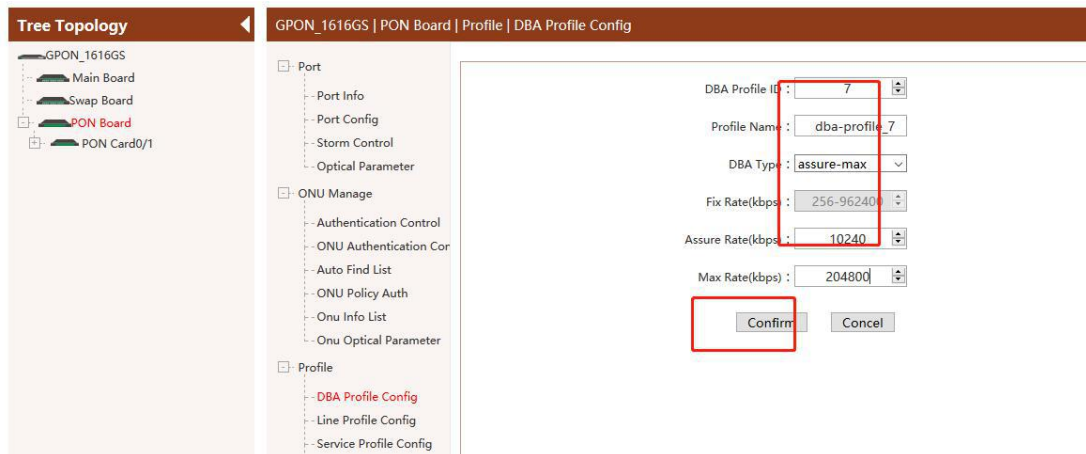 Tree Topology
GPON_1616GS | PON Board | Profile | DBA Profile Config
GPON_1616GS
Main Board
Swap Board
PON Board
PON Card0/1
Port
Port Info
Port Config
Storm Control
Optical Parameter
ONU Manage
Authentication Control
ONU Authentication Cor
Auto Find List
ONU Policy Auth
Onu Info List
Onu Optical Parameter
Profile
DBA Profile Config
Line Profile Config
Service Profile Config
DBA Profile ID : 7
Profile Name : dba-profile_7
DBA Type : assure-max
Fix Rate(kbps) : 256-962400
Assure Rate(kbps) : 10240
Max Rate(kbps) : 204800
Confirm Concel